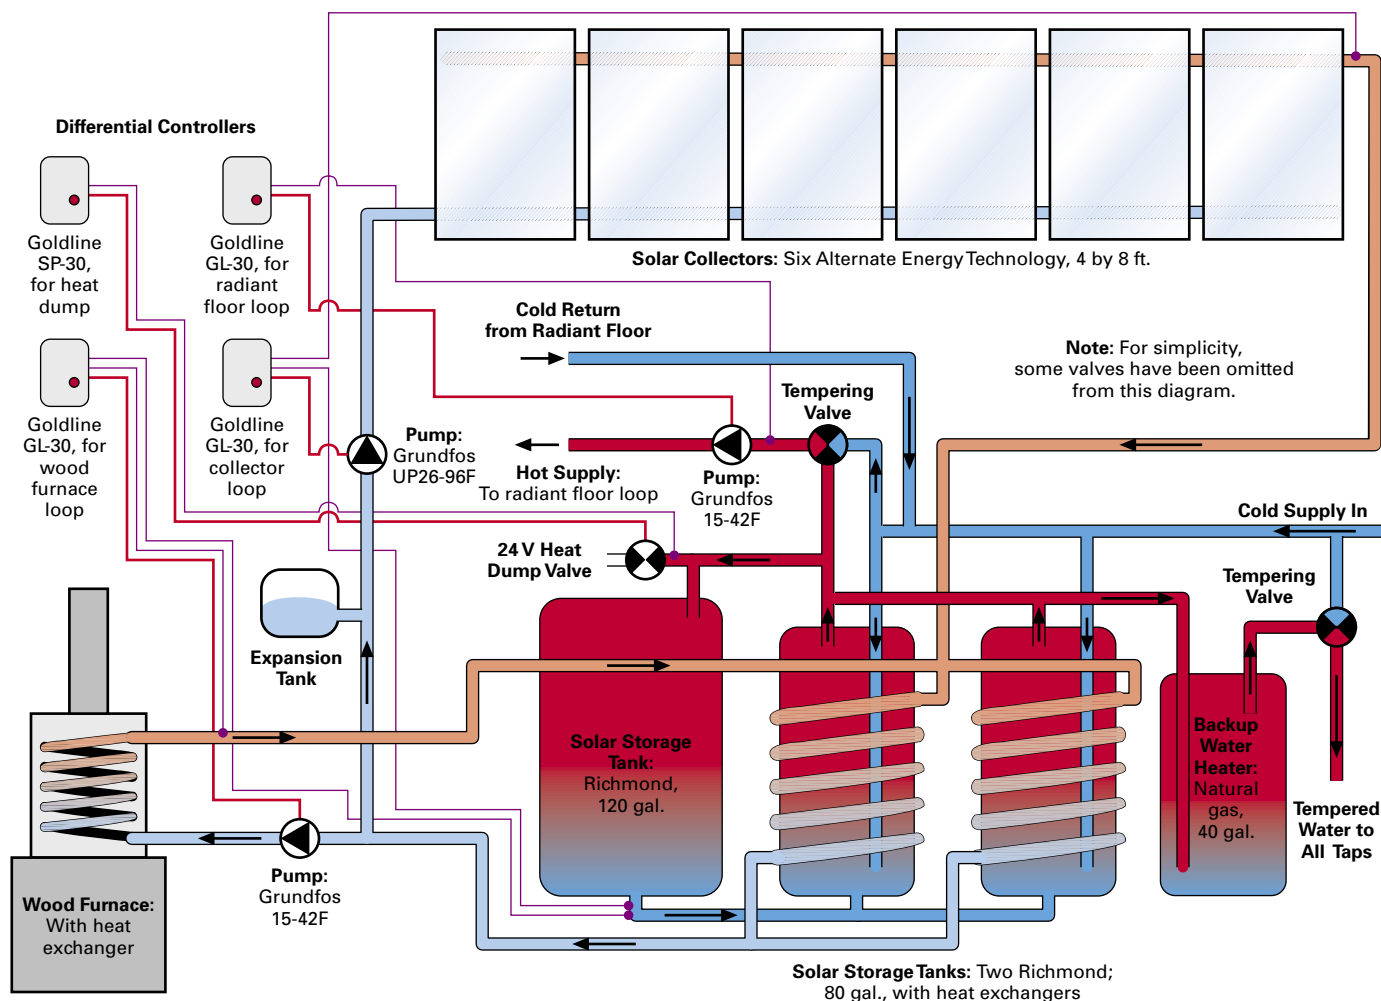 Differential Controllers
Goldline
SP-30,
for heat
dump
Goldline
GL-30, for
radiant
floor loop
Solar Collectors: Six Alternate Energy Technology, 4 by 8 ft.
Cold Return
from Radiant Floor
Note: For simplicity,
some valves have been omitted
from this diagram.
Goldline
GL-30, for
wood
furnace
loop
Goldline
GL-30, for
collector
loop
Pump:
Grundfos
UP26-96F
Tempering
Valve
Hot Supply:
To radiant floor loop
Pump:
Grundfos
15-42F
Cold Supply In
24 V Heat
Dump Valve
Tempering
Valve
Expansion
Tank
Solar Storage
Tank:
Richmond,
120 gal.
Backup
Water
Heater:
Natural
gas,
40 gal.
Tempered
Water to
All Taps
Pump:
Grundfos
15-42F
Wood Furnace:
With heat
exchanger
Solar Storage Tanks: Two Richmond;
80 gal., with heat exchangers